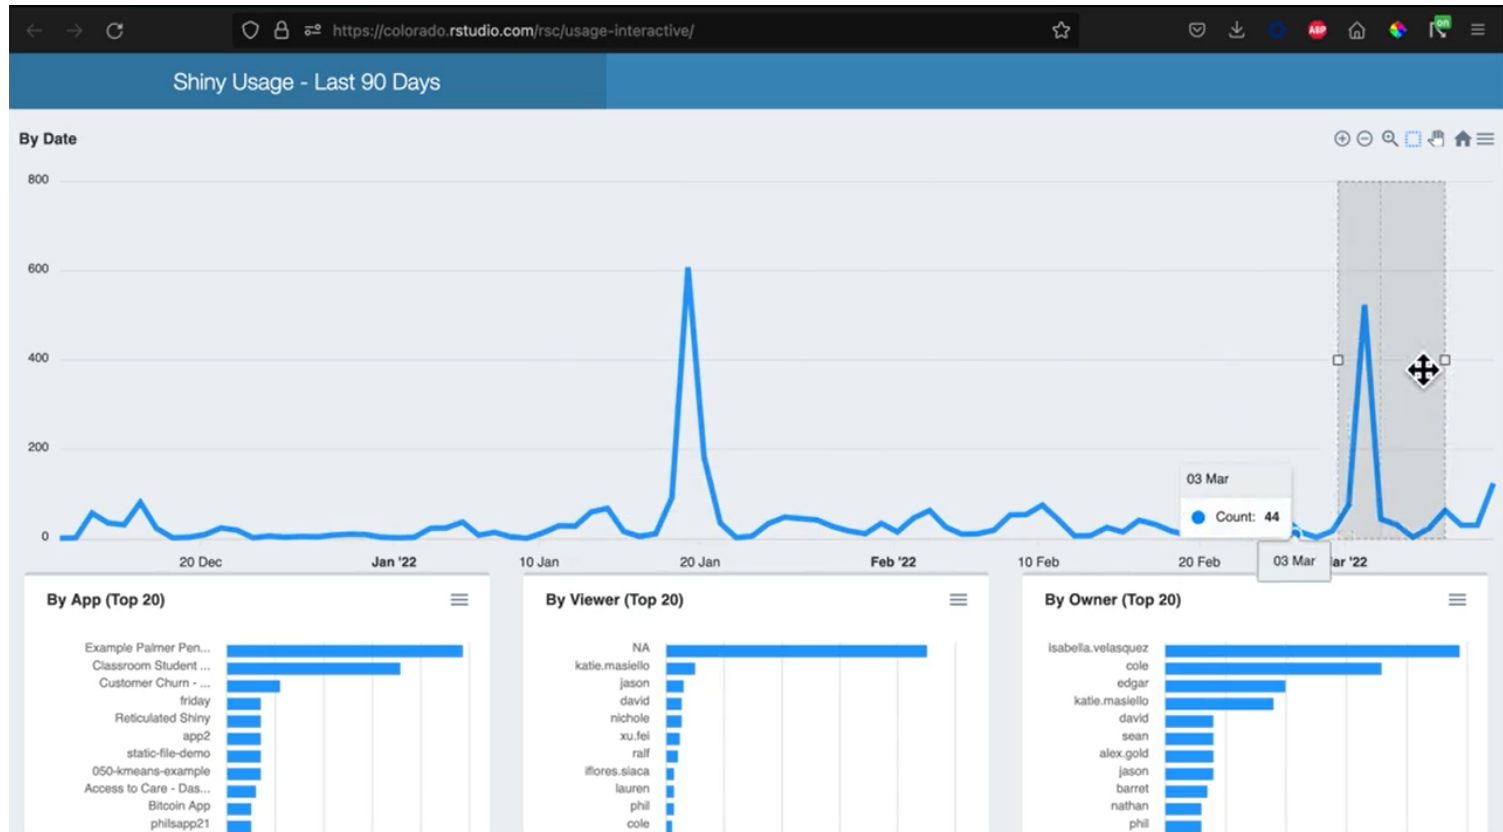 https://colorado.rstudio.com/rsc/usage-interactive/
ABP
on
Shiny Usage - Last 90 Days
By Date
800
600
400
200
0
03 Mar
Count: 44
20 Dec
Jan '22
10 Jan
20 Jan
Feb '22
10 Feb
20 Feb
03 Mar
ar '22
By App (Top 20)
Example Palmer Pen...
Classroom Student ...
Customer Churn - ...
friday
Reticulated Shiny
app2
static-file-demo
050-kmeans-example
Access to Care - Das...
Bitcoin App
philsapp21
By Viewer (Top 20)
NA
katie.masiello
jason
david
nichole
xu.fei
ralf
iflores.siaca
lauren
phil
cole
By Owner (Top 20)
isabella.velasquez
cole
edgar
katie.masiello
david
sean
alex.gold
jason
barret
nathan
phil